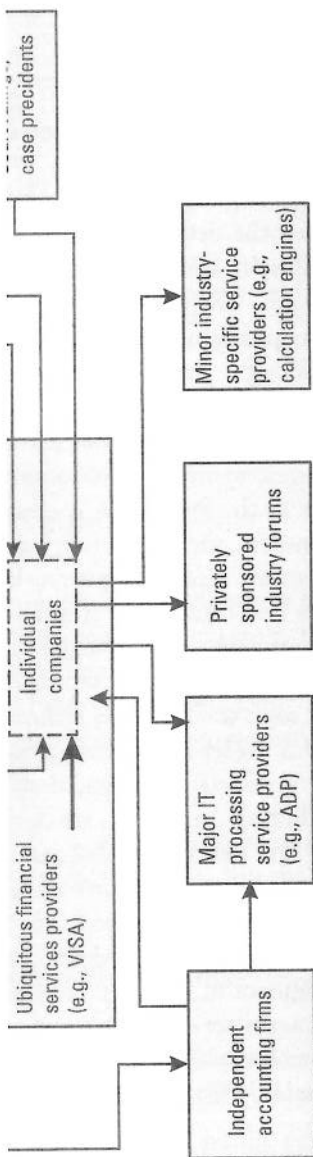 case precidents
Individual
companies
Ubiquitous financial
services providers
(e.g., VISA)
Minor industry-
specific service
providers (e.g.,
calculation engines)
Privately
sponsored
industry forums
Major IT
processing
service providers
(e.g., ADP)
Independent
accounting firms